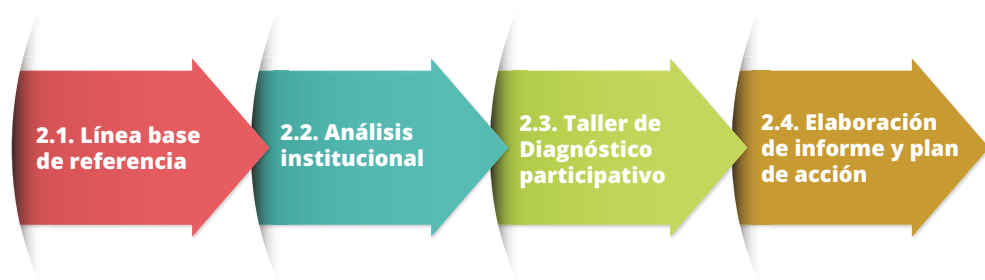 2.1. Línea base
de referencia
2.2. Análisis
institucional
2.3. Taller de
Diagnóstico
participativo
2.4. Elaboración
de informe y plan
de acción